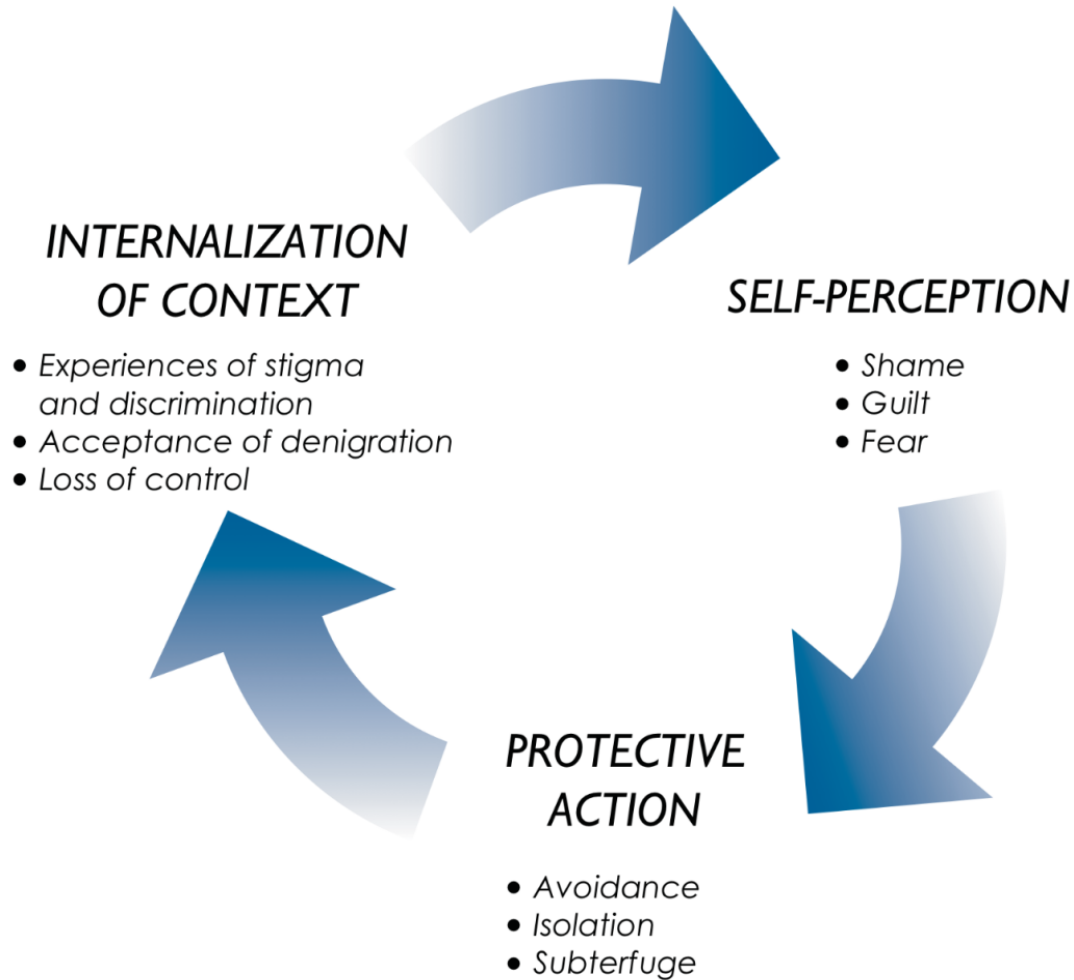 INTERNALIZATION
OF CONTEXT
• Experiences of stigma
and discrimination
• Acceptance of denigration
• Loss of control
SELF-PERCEPTION
• Shame
• Guilt
• Fear
PROTECTIVE
ACTION
• Avoidance
• Isolation
• Subterfuge